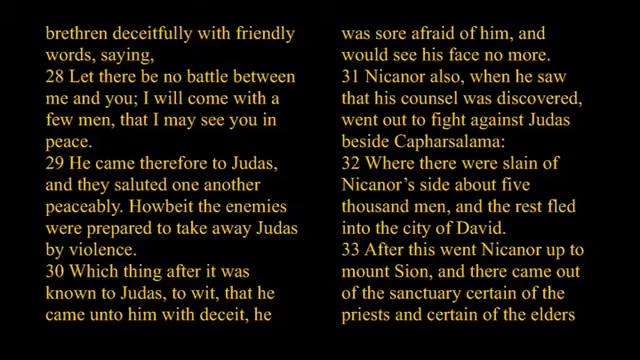 brethren deceitfully with friendly
words, saying,
28 Let there be no battle between
me and you; I will come with a
few men, that I may see you in
peace.
29 He came therefore to Judas,
and they saluted one another
peaceably. Howbeit the enemies
were prepared to take away Judas
by violence.
30 Which thing after it was
known to Judas, to wit, that he
came unto him with deceit, he
was sore afraid of him, and
would see his face no more.
31 Nicanor also, when he saw
that his counsel was discovered,
went out to fight against Judas
beside Capharsalama:
32 Where there were slain of
Nicanor’s side about five
thousand men, and the rest fled
into the city of David.
33 After this went Nicanor up to
mount Sion, and there came out
of the sanctuary certain of the
priests and certain of the elders